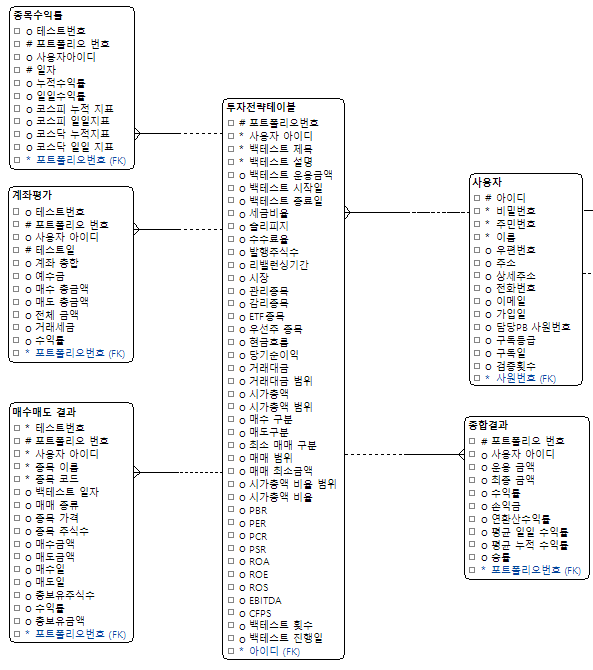 종목수익률
o 테스트번호
# 포트폴리오 번호
o 사용자아이디
# 일자
o 누적수익률
o 일일수익률
o 코스피 누적 지표
o 코스피 일일지표
o 코스닥 누적지표
o 코스닥 일일 지표
* 포트폴리오번호 (FK)
계좌평가
o 테스트번호
# 포트폴리오 번호
o 사용자 아이디
# 테스트일
o 계좌 종합
o 예수금
o 매수 총금액
o 매도 총금액
o 전체 금액
o 거래세금
o 수익률
* 포트폴리오번호 (FK)
매수매도 결과
* 테스트번호
# 포트폴리오 번호
* 사용자 아이디
* 종목 이름
* 종목 코드
o 백테스트 일자
o 매매 종류
o 종목 가격
o 종목 주식수
o 매수금액
o 매도금액
o 매수일
o 매도일
o 총보유주식수
o 수익률
o 총보유금액
* 포트폴리오번호 (FK)
투자전략테이블
# 포트폴리오번호
* 사용자 아이디
* 백테스트 제목
* 백테스트 설명
o 백테스트 운용금액
o 백테스트 시작일
o 백테스트 종료일
o 세금비율
o 슬리피지
o 수수료율
o 발행주식수
o 리밸런싱기간
o 시장
o 관리종목
o 감리종목
o ETF종목
o 우선주 종목
o 현금흐름
o 당기순이익
o 거래대금
o 거래대금 범위
o 시가총액
o 시가총액 범위
o 매수 구분
o 매도구분
o 최소 매매 구분
o 매매 범위
o 매매 최소금액
o 시가총액 비율 범위
o 시가총액 비율
o PBR
o PER
o PCR
o PSR
o ROA
o ROE
o ROS
o EBITDA
o CFPS
o 백테스트 횟수
o 백테스트 진행일
* 아이디 (FK)
사용자
# 아이디
* 비밀번호
* 주민번호
* 이름
o 우편번호
o 주소
o 상세주소
o 전화번호
o 이메일
o 가입일
o 담당PB 사원번호
o 구독등급
o 구독일
o 검증횟수
* 사원번호 (FK)
종합결과
# 포트폴리오 번호
o 사용자 아이디
o 운용 금액
o 최종 금액
o 수익률
o 손익금
o 연환산수익률
o 평균 일일 수익률
o 평균 누적 수익률
o 승률
* 포트폴리오번호 (FK)